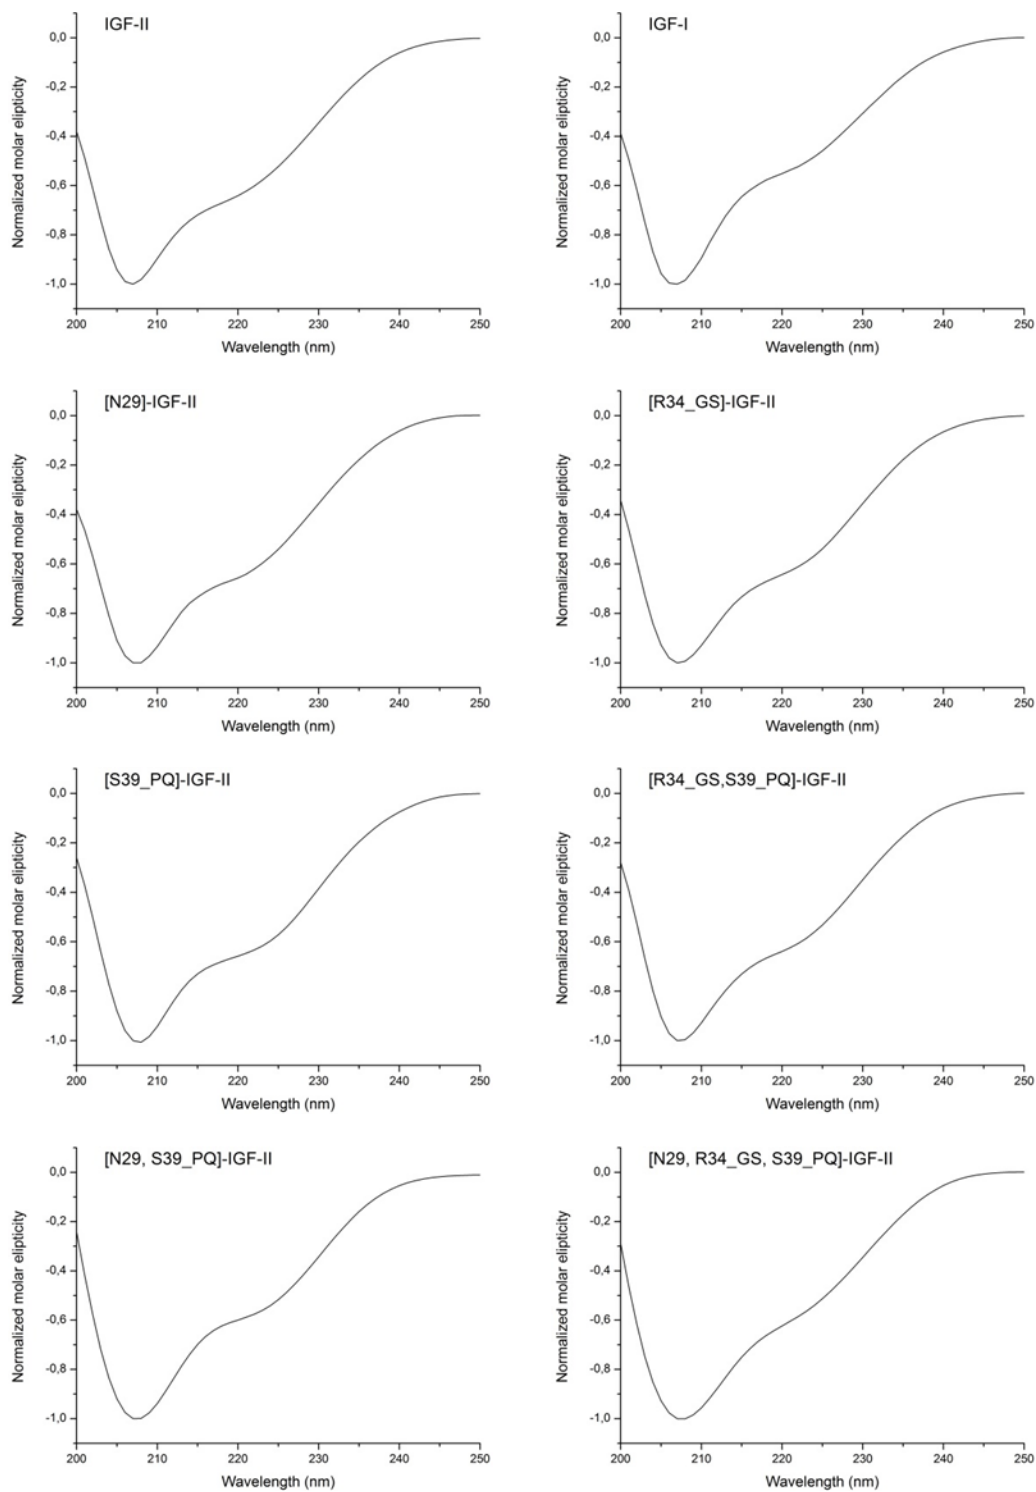 IGF-II
0,0
-0,2
-0,4
-0,6
-0,8
-1,0
Normalized molar elipticity
200 210 220 230 240 250
Wavelength (nm)
IGF-I
0,0
-0,2
-0,4
-0,6
-0,8
-1,0
Normalized molar elipticity
200 210 220 230 240 250
Wavelength (nm)
[N29]-IGF-II
0,0
-0,2
-0,4
-0,6
-0,8
-1,0
Normalized molar elipticity
200 210 220 230 240 250
Wavelength (nm)
[R34_GS]-IGF-II
0,0
-0,2
-0,4
-0,6
-0,8
-1,0
Normalized molar elipticity
200 210 220 230 240 250
Wavelength (nm)
[S39_PQ]-IGF-II
0,0
-0,2
-0,4
-0,6
-0,8
-1,0
Normalized molar elipticity
200 210 220 230 240 250
Wavelength (nm)
[R34_GS,S39_PQ]-IGF-II
0,0
-0,2
-0,4
-0,6
-0,8
-1,0
Normalized molar elipticity
200 210 220 230 240 250
Wavelength (nm)
[N29, S39_PQ]-IGF-II
0,0
-0,2
-0,4
-0,6
-0,8
-1,0
Normalized molar elipticity
200 210 220 230 240 250
Wavelength (nm)
[N29, R34_GS, S39_PQ]-IGF-II
0,0
-0,2
-0,4
-0,6
-0,8
-1,0
Normalized molar elipticity
200 210 220 230 240 250
Wavelength (nm)